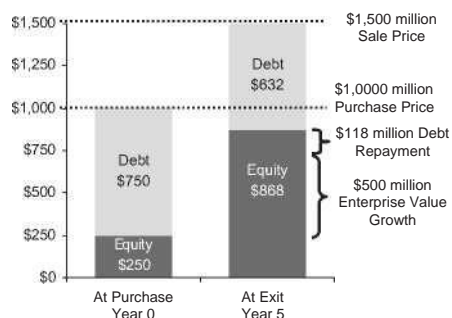 $1,500
$1,250
$1,000
$750
$500
$250
$0
Debt
$750
Equity
$250
Debt
$632
Equity
$868
$1,500 million
Sale Price
$1,0000 million
Purchase Price
$118 million Debt
Repayment
$500 million
Enterprise Value
Growth
At Purchase
Year 0
At Exit
Year 5